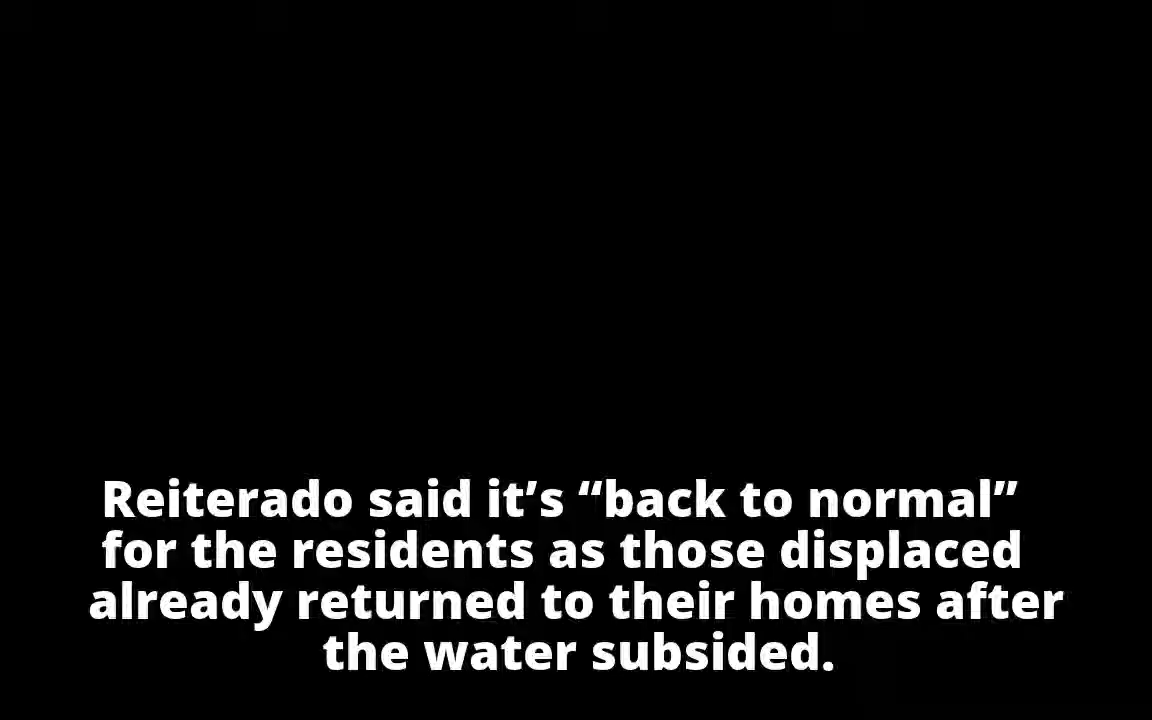 Reiterado said it’s “back to normal”
for the residents as those displaced
already returned to their homes after
the water subsided.